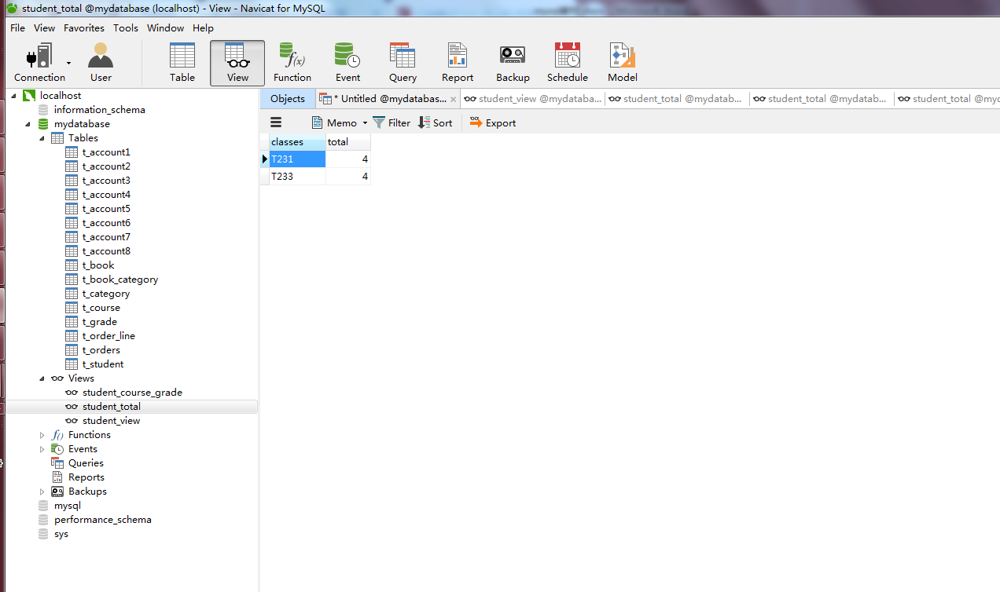 student_total @mydatabase (localhost) - View - Navicat for MySQL
File View Favorites Tools Window Help
Connection User Table View Function Event Query Report Backup Schedule Model
f(x)
Objects * Untitled @mydatabas... student_view @mydataba... student_total @mydatab... student_total @mydatab... student_total @myd
Memo Filter Sort Export
classes total
T231 4
T233 4
localhost
information_schema
mydatabase
Tables
t_account1
t_account2
t_account3
t_account4
t_account5
t_account6
t_account7
t_account8
t_book
t_book_category
t_category
t_course
t_grade
t_order_line
t_orders
t_student
Views
student_course_grade
student_total
student_view
f() Functions
Events
Queries
Reports
Backups
mysql
performance_schema
sys